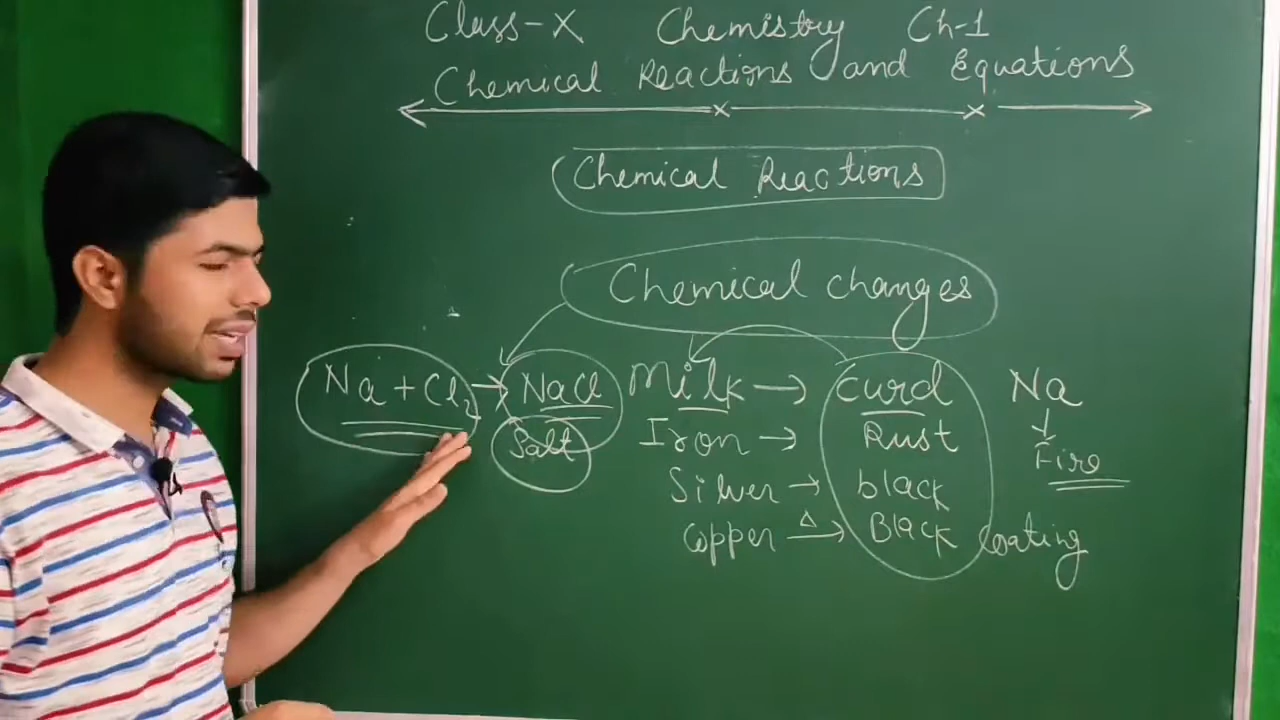 Class-X Chemistry Ch-1
Chemical Reactions and Equations
Chemical Reactions
Chemical changes
Na + Cl₂ → NaCl
Salt
Milk → curd
Iron → Rust
Silver → black
Copper Δ→ Black Coating
Na
↓
Fire